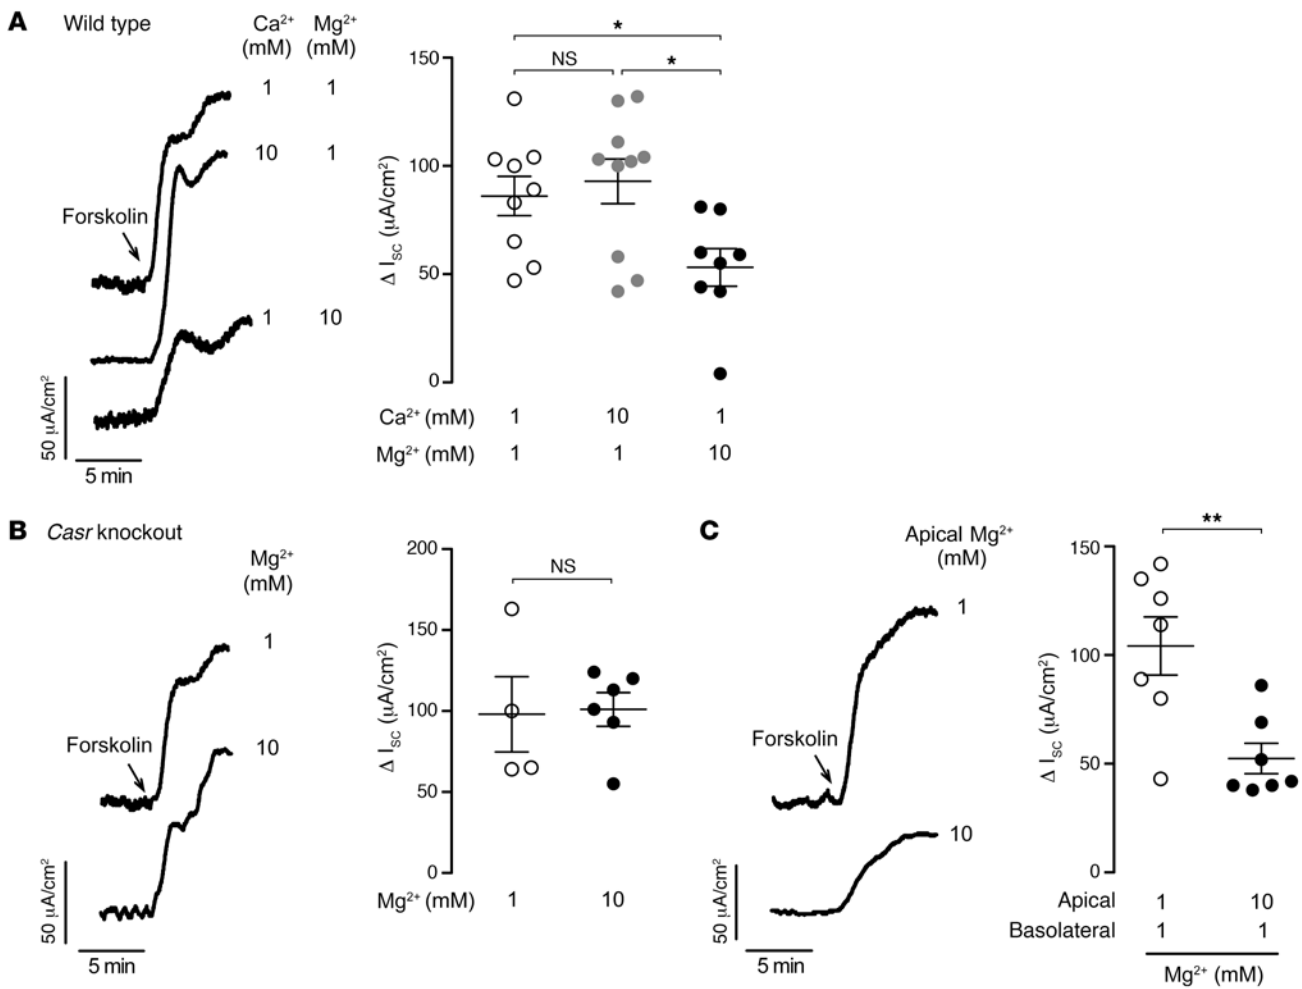 A Wild type
Ca²⁺ (mM) Mg²⁺ (mM)
1 1
10 1
Forskolin
1 10
50 µA/cm²
5 min
* 
NS *
150
100
50
0
Δ I_SC (µA/cm²)
Ca²⁺ (mM) 1 10 1
Mg²⁺ (mM) 1 1 10
B Casr knockout
Mg²⁺ (mM)
1
Forskolin
10
50 µA/cm²
5 min
NS
200
150
100
50
0
Δ I_SC (µA/cm²)
Mg²⁺ (mM) 1 10
C
Apical Mg²⁺ (mM)
1
Forskolin
10
50 µA/cm²
5 min
**
150
100
50
0
Δ I_SC (µA/cm²)
Apical 1 10
Basolateral 1 1
Mg²⁺ (mM)